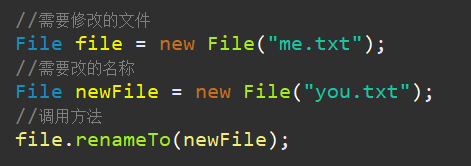 //需要修改的文件
File file = new File("me.txt");
//需要改的名称
File newFile = new File("you.txt");
//调用方法
file.renameTo(newFile);